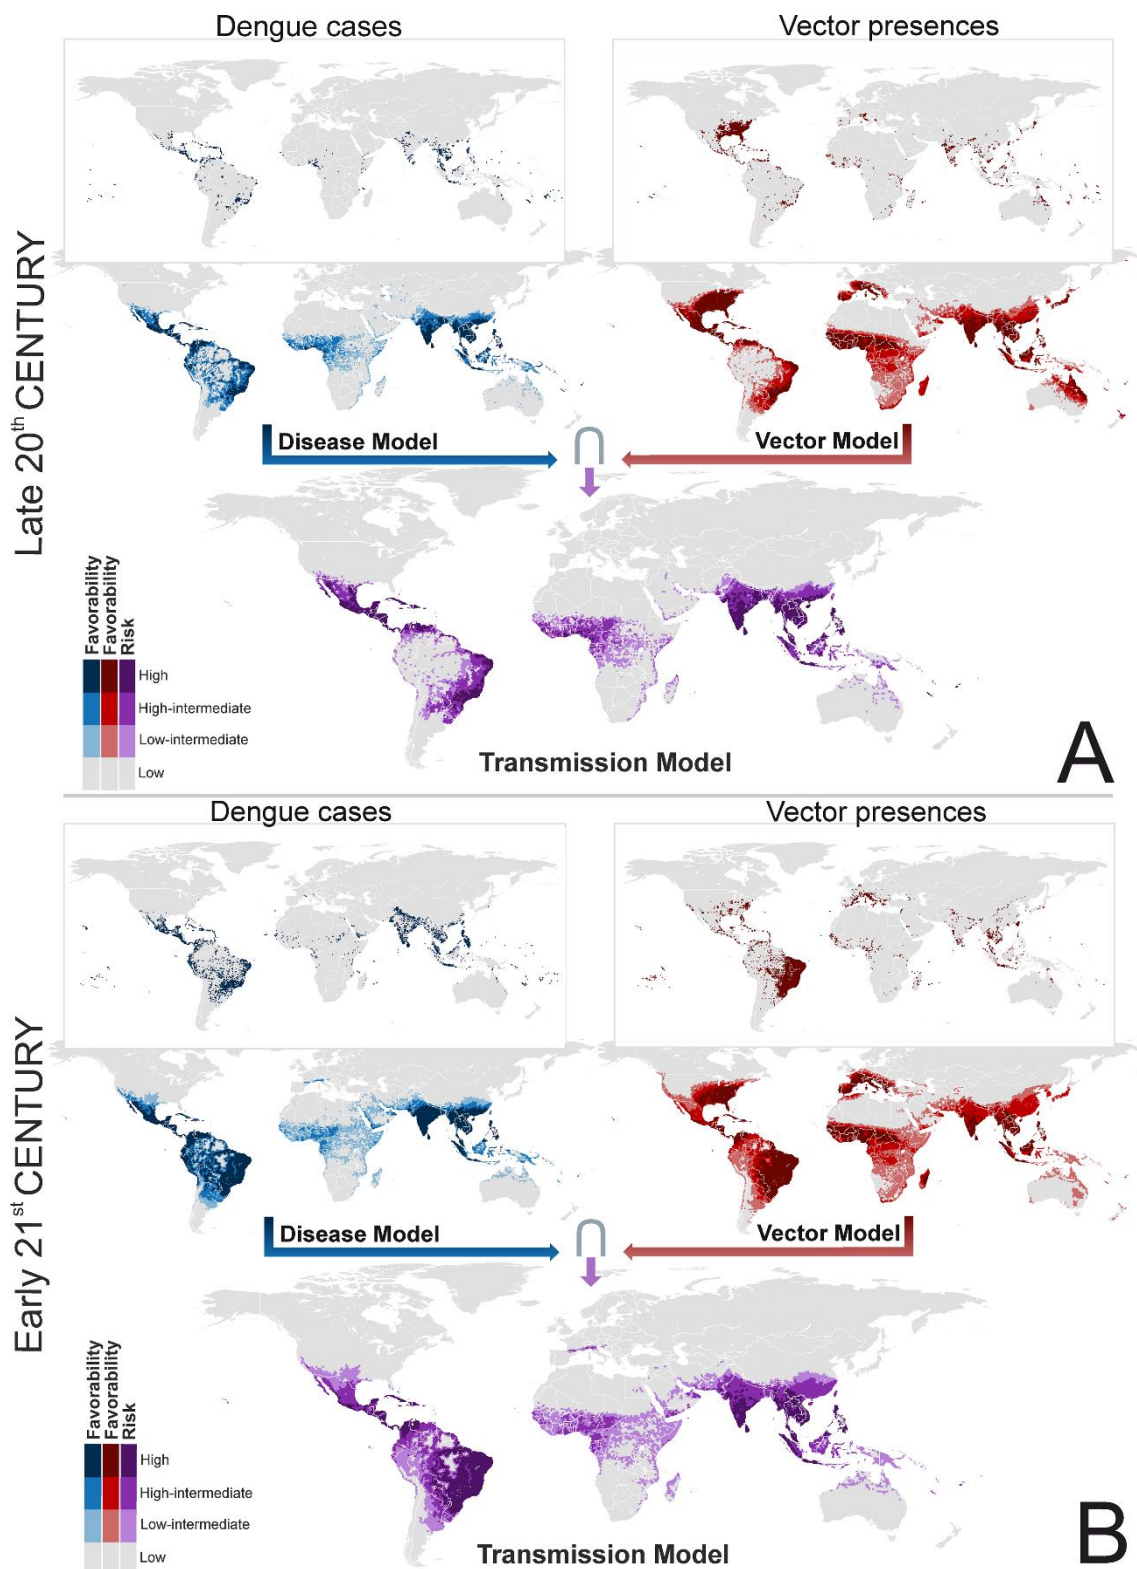 Dengue cases
Vector presences
Late 20th CENTURY
Disease Model
∩
Vector Model
Favorability
Favorability
Risk
High
High-intermediate
Low-intermediate
Low
Transmission Model
A
Dengue cases
Vector presences
Early 21st CENTURY
Disease Model
∩
Vector Model
Favorability
Favorability
Risk
High
High-intermediate
Low-intermediate
Low
Transmission Model
B